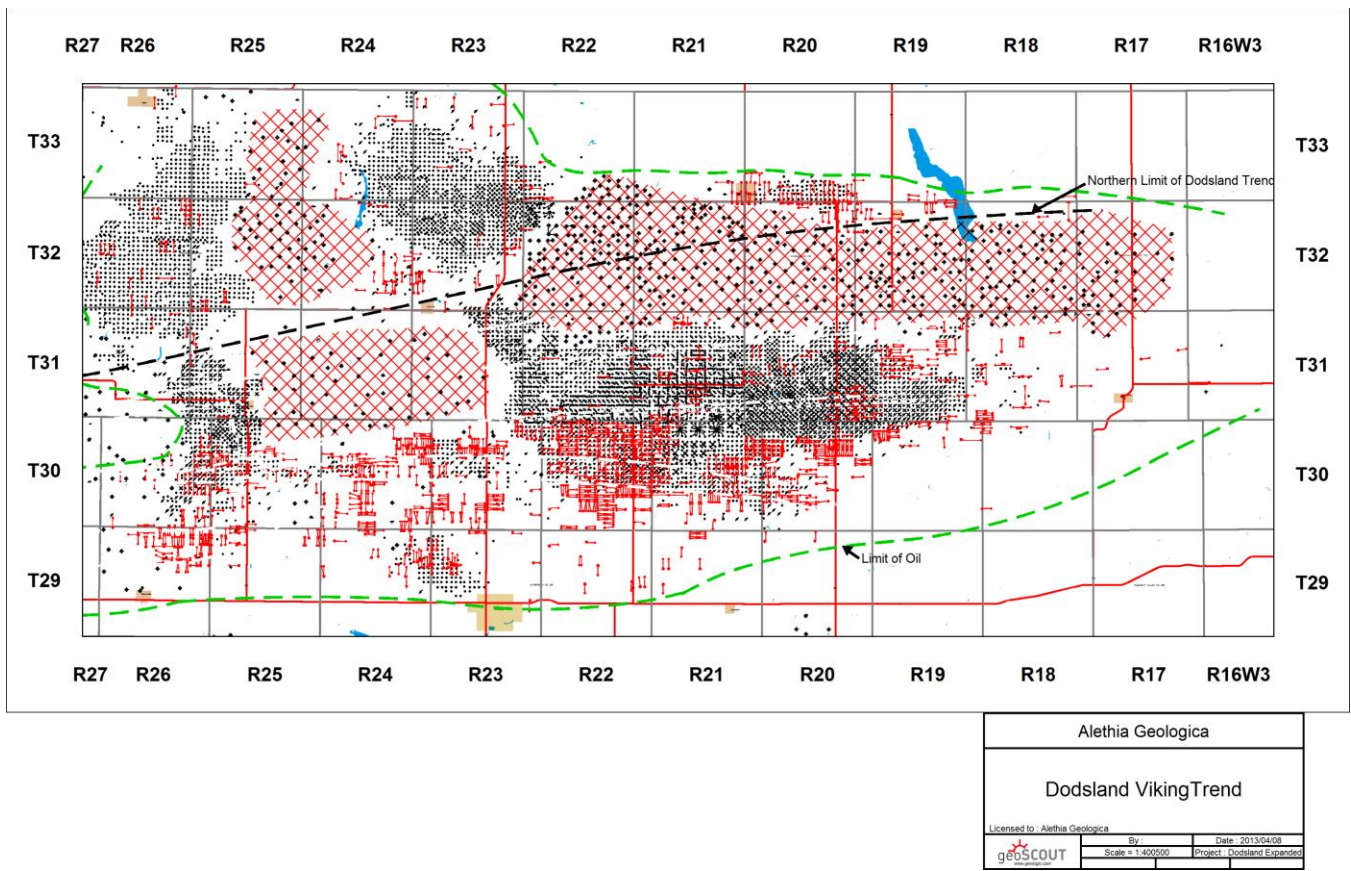 R27 R26 R25 R24 R23 R22 R21 R20 R19 R18 R17 R16W3
T33 T33
Northern Limit of Dodsland Trend
T32 T32
T31 T31
T30 T30
Limit of Oil
T29 T29
R27 R26 R25 R24 R23 R22 R21 R20 R19 R18 R17 R16W3
Alethia Geologica
Dodsland VikingTrend
Licensed to : Alethia Geologica
geoSCOUT
www.geologic.com
By :
Date : 2013/04/08
Scale = 1:400500
Project : Dodsland Expanded